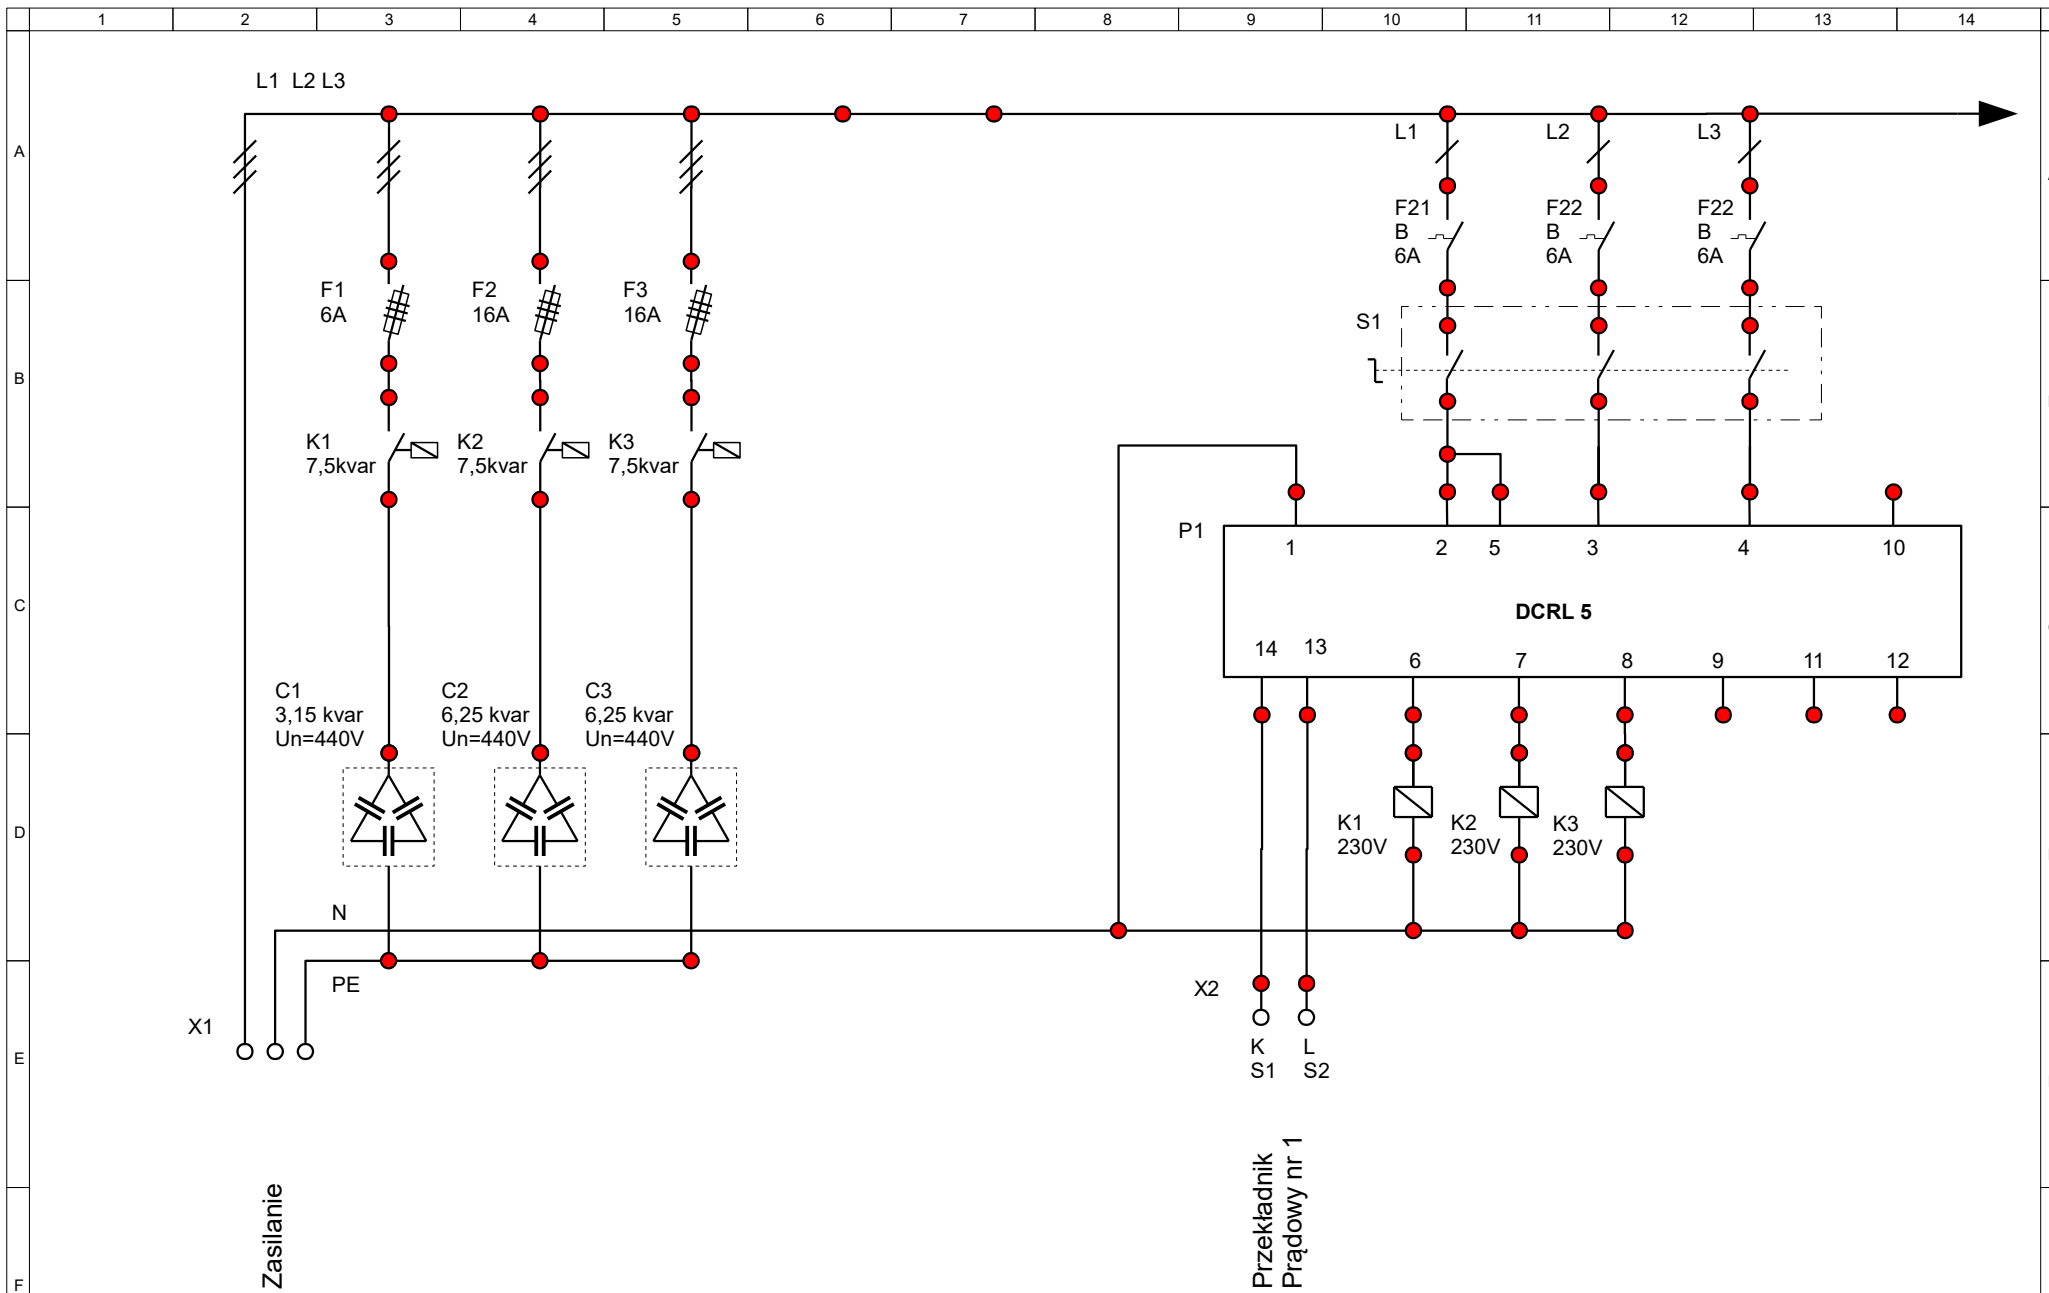 1 2 3 4 5 6 7 8 9 10 11 12 13 14
L1 L2 L3
A
L1 L2 L3
F21
B
6A
F22
B
6A
F22
B
6A
F1
6A
F2
16A
F3
16A
S1
B
K1
7,5kvar
K2
7,5kvar
K3
7,5kvar
P1
1 2 5 3 4 10
C
DCRL 5
14 13 6 7 8 9 11 12
C1
3,15 kvar
Un=440V
C2
6,25 kvar
Un=440V
C3
6,25 kvar
Un=440V
D
K1
230V
K2
230V
K3
230V
N
PE
X2
X1
K
S1
L
S2
E
Zasilanie
Przekładnik
Prądowy nr 1
F